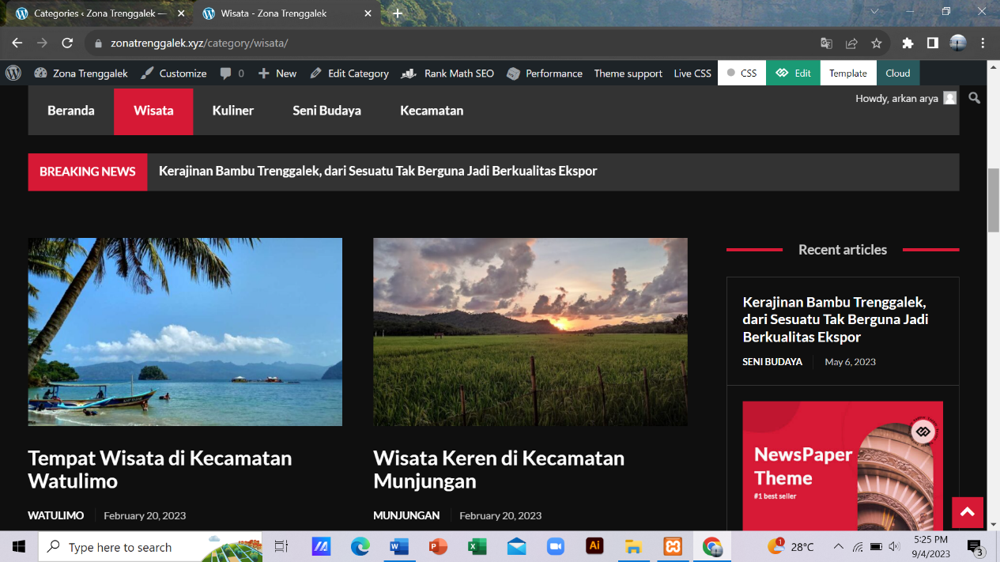 Categories ‹ Zona Trenggalek —
Wisata - Zona Trenggalek
zonatrenggalek.xyz/category/wisata/
Zona Trenggalek Customize 0 New Edit Category Rank Math SEO Performance Theme support Live CSS CSS Edit Template Cloud
Howdy, arkan arya
Beranda Wisata Kuliner Seni Budaya Kecamatan
BREAKING NEWS Kerajinan Bambu Trenggalek, dari Sesuatu Tak Berguna Jadi Berkualitas Ekspor
Tempat Wisata di Kecamatan
Watulimo
WATULIMO February 20, 2023
Wisata Keren di Kecamatan
Munjungan
MUNJUNGAN February 20, 2023
Recent articles
Kerajinan Bambu Trenggalek,
dari Sesuatu Tak Berguna Jadi
Berkualitas Ekspor
SENI BUDAYA May 6, 2023
NewsPaper
Theme
#1 best seller
Type here to search
28°C
5:25 PM
9/4/2023
3
1